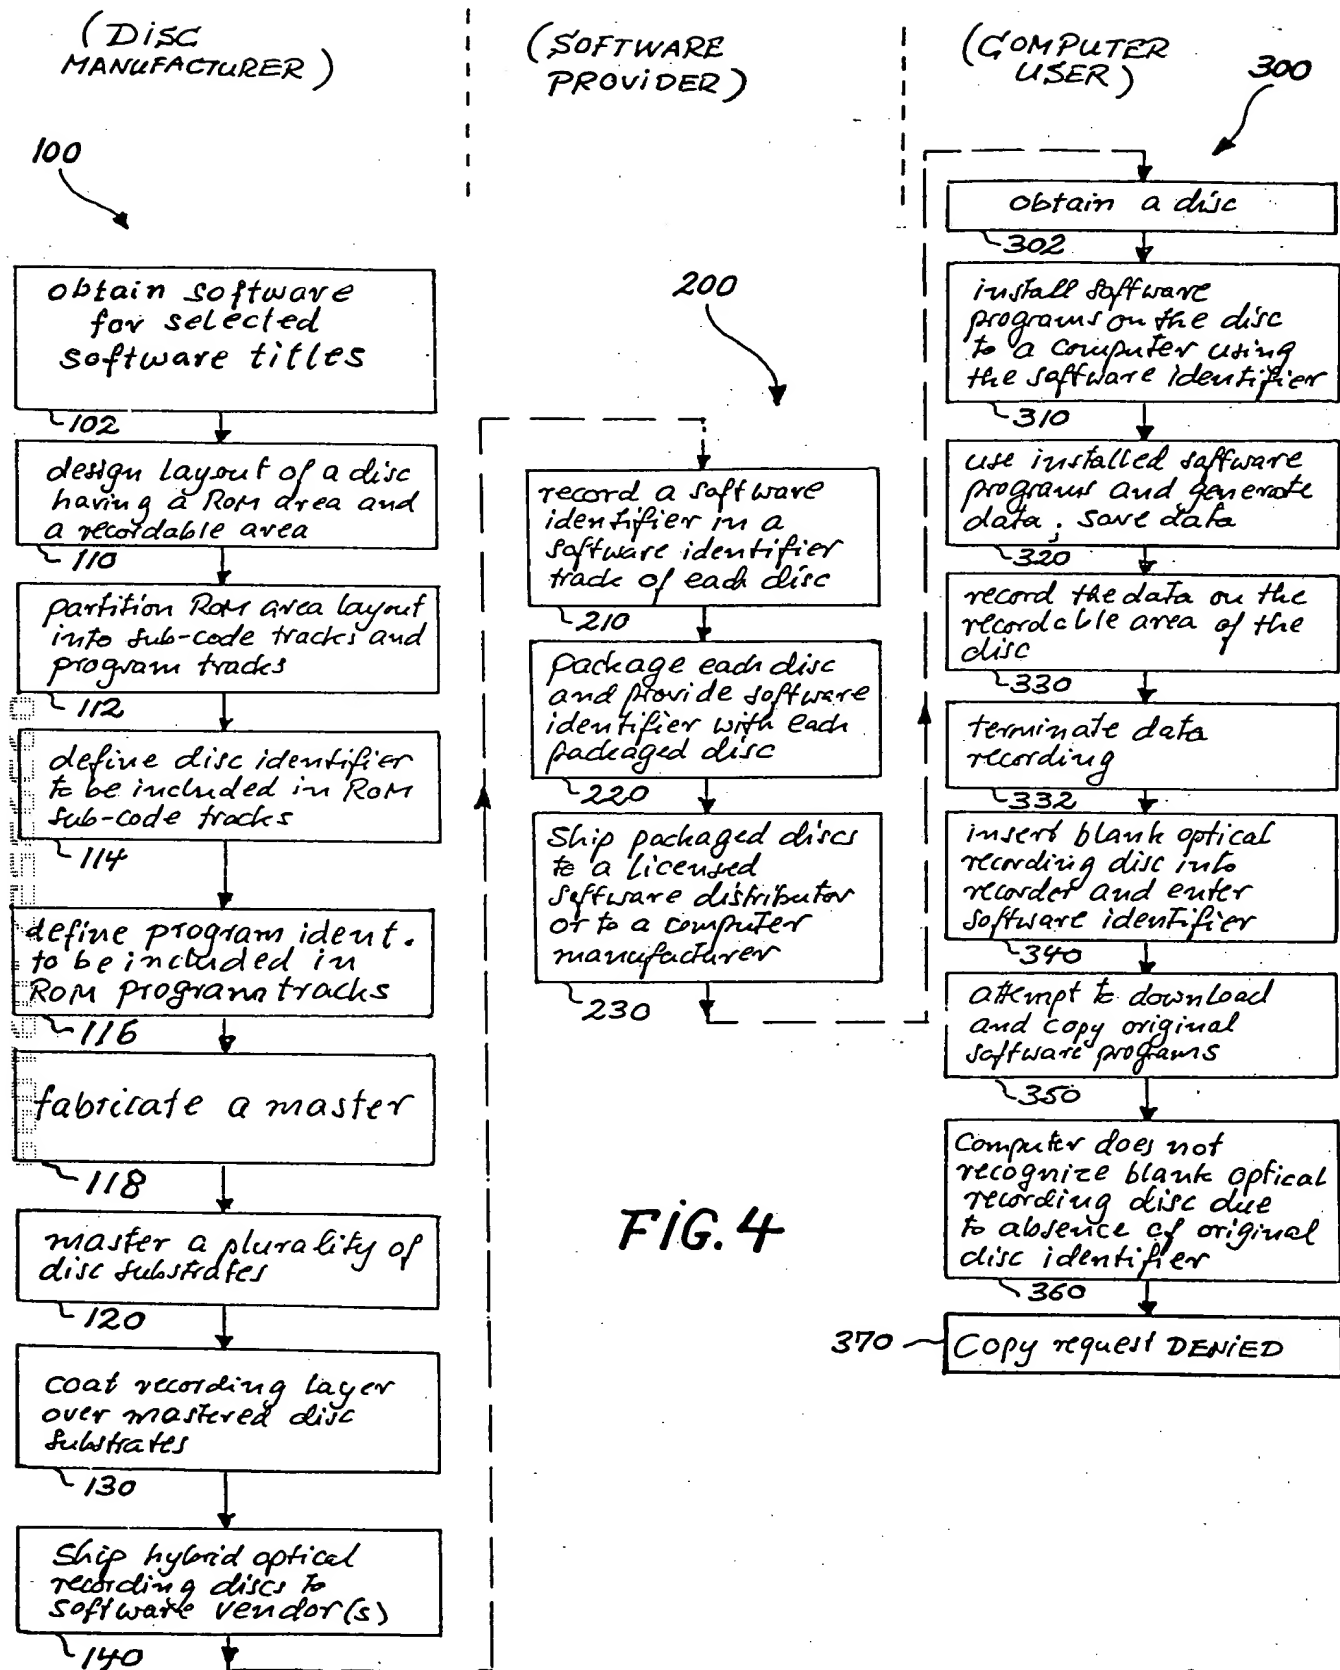 (DISC
MANUFACTURER)
100
obtain software
for selected
software titles
102
design layout of a disc
having a ROM area and
a recordable area
110
partition ROM area layout
into sub-code tracks and
program tracks
112
define disc identifier
to be included in ROM
sub-code tracks
114
define program ident.
to be included in
ROM program tracks
116
fabricate a master
118
master a plurality of
disc substrates
120
coat recording layer
over mastered disc
substrates
130
Ship hybrid optical
recording discs to
software vendor(s)
140
(SOFTWARE
PROVIDER)
200
record a software
identifier in a
software identifier
track of each disc
210
package each disc
and provide software
identifier with each
packaged disc
220
Ship packaged discs
to a licensed
software distributor
or to a computer
manufacturer
230
(COMPUTER
USER)
300
obtain a disc
302
install software
programs on the disc
to a computer using
the software identifier
310
use installed software
programs and generate
data; save data
320
record the data on the
recordable area of the
disc
330
terminate data
recording
332
insert blank optical
recording disc into
recorder and enter
software identifier
340
attempt to download
and copy original
software programs
350
Computer does not
recognize blank optical
recording disc due
to absence of original
disc identifier
360
370
Copy request DENIED
FIG. 4